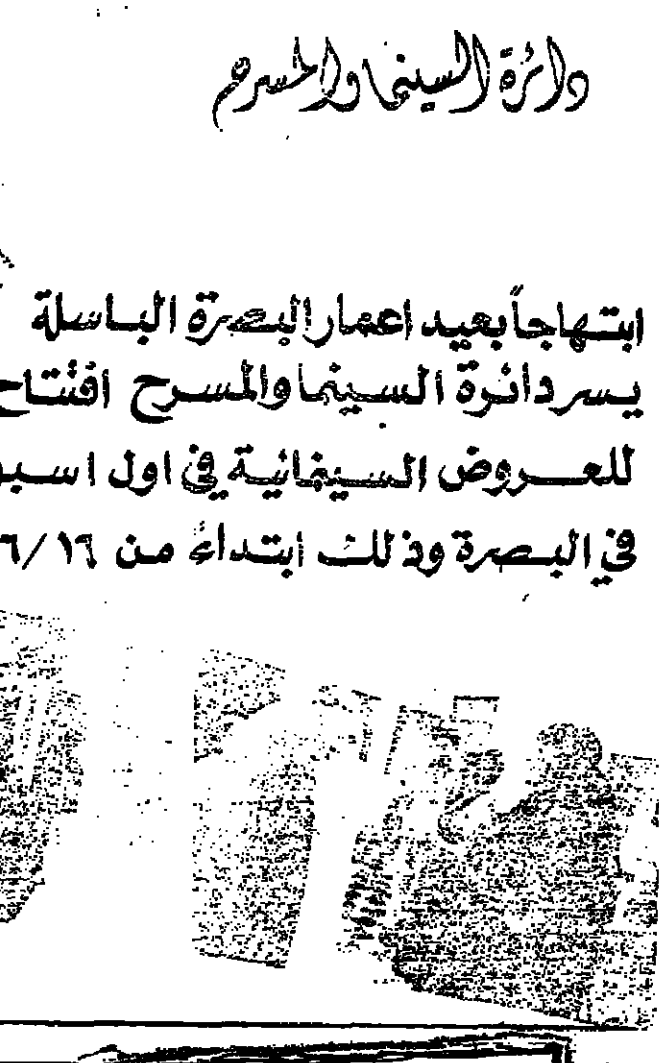 دائرة السينما والمسرح
ابتهاجاً بعيد اعمار البصرة الباسلة
يسر دائرة السينما والمسرح افتتاح
للعروض السينمائية في اول اسبو
في البصرة وذلك ابتداءً من ٦/١٦